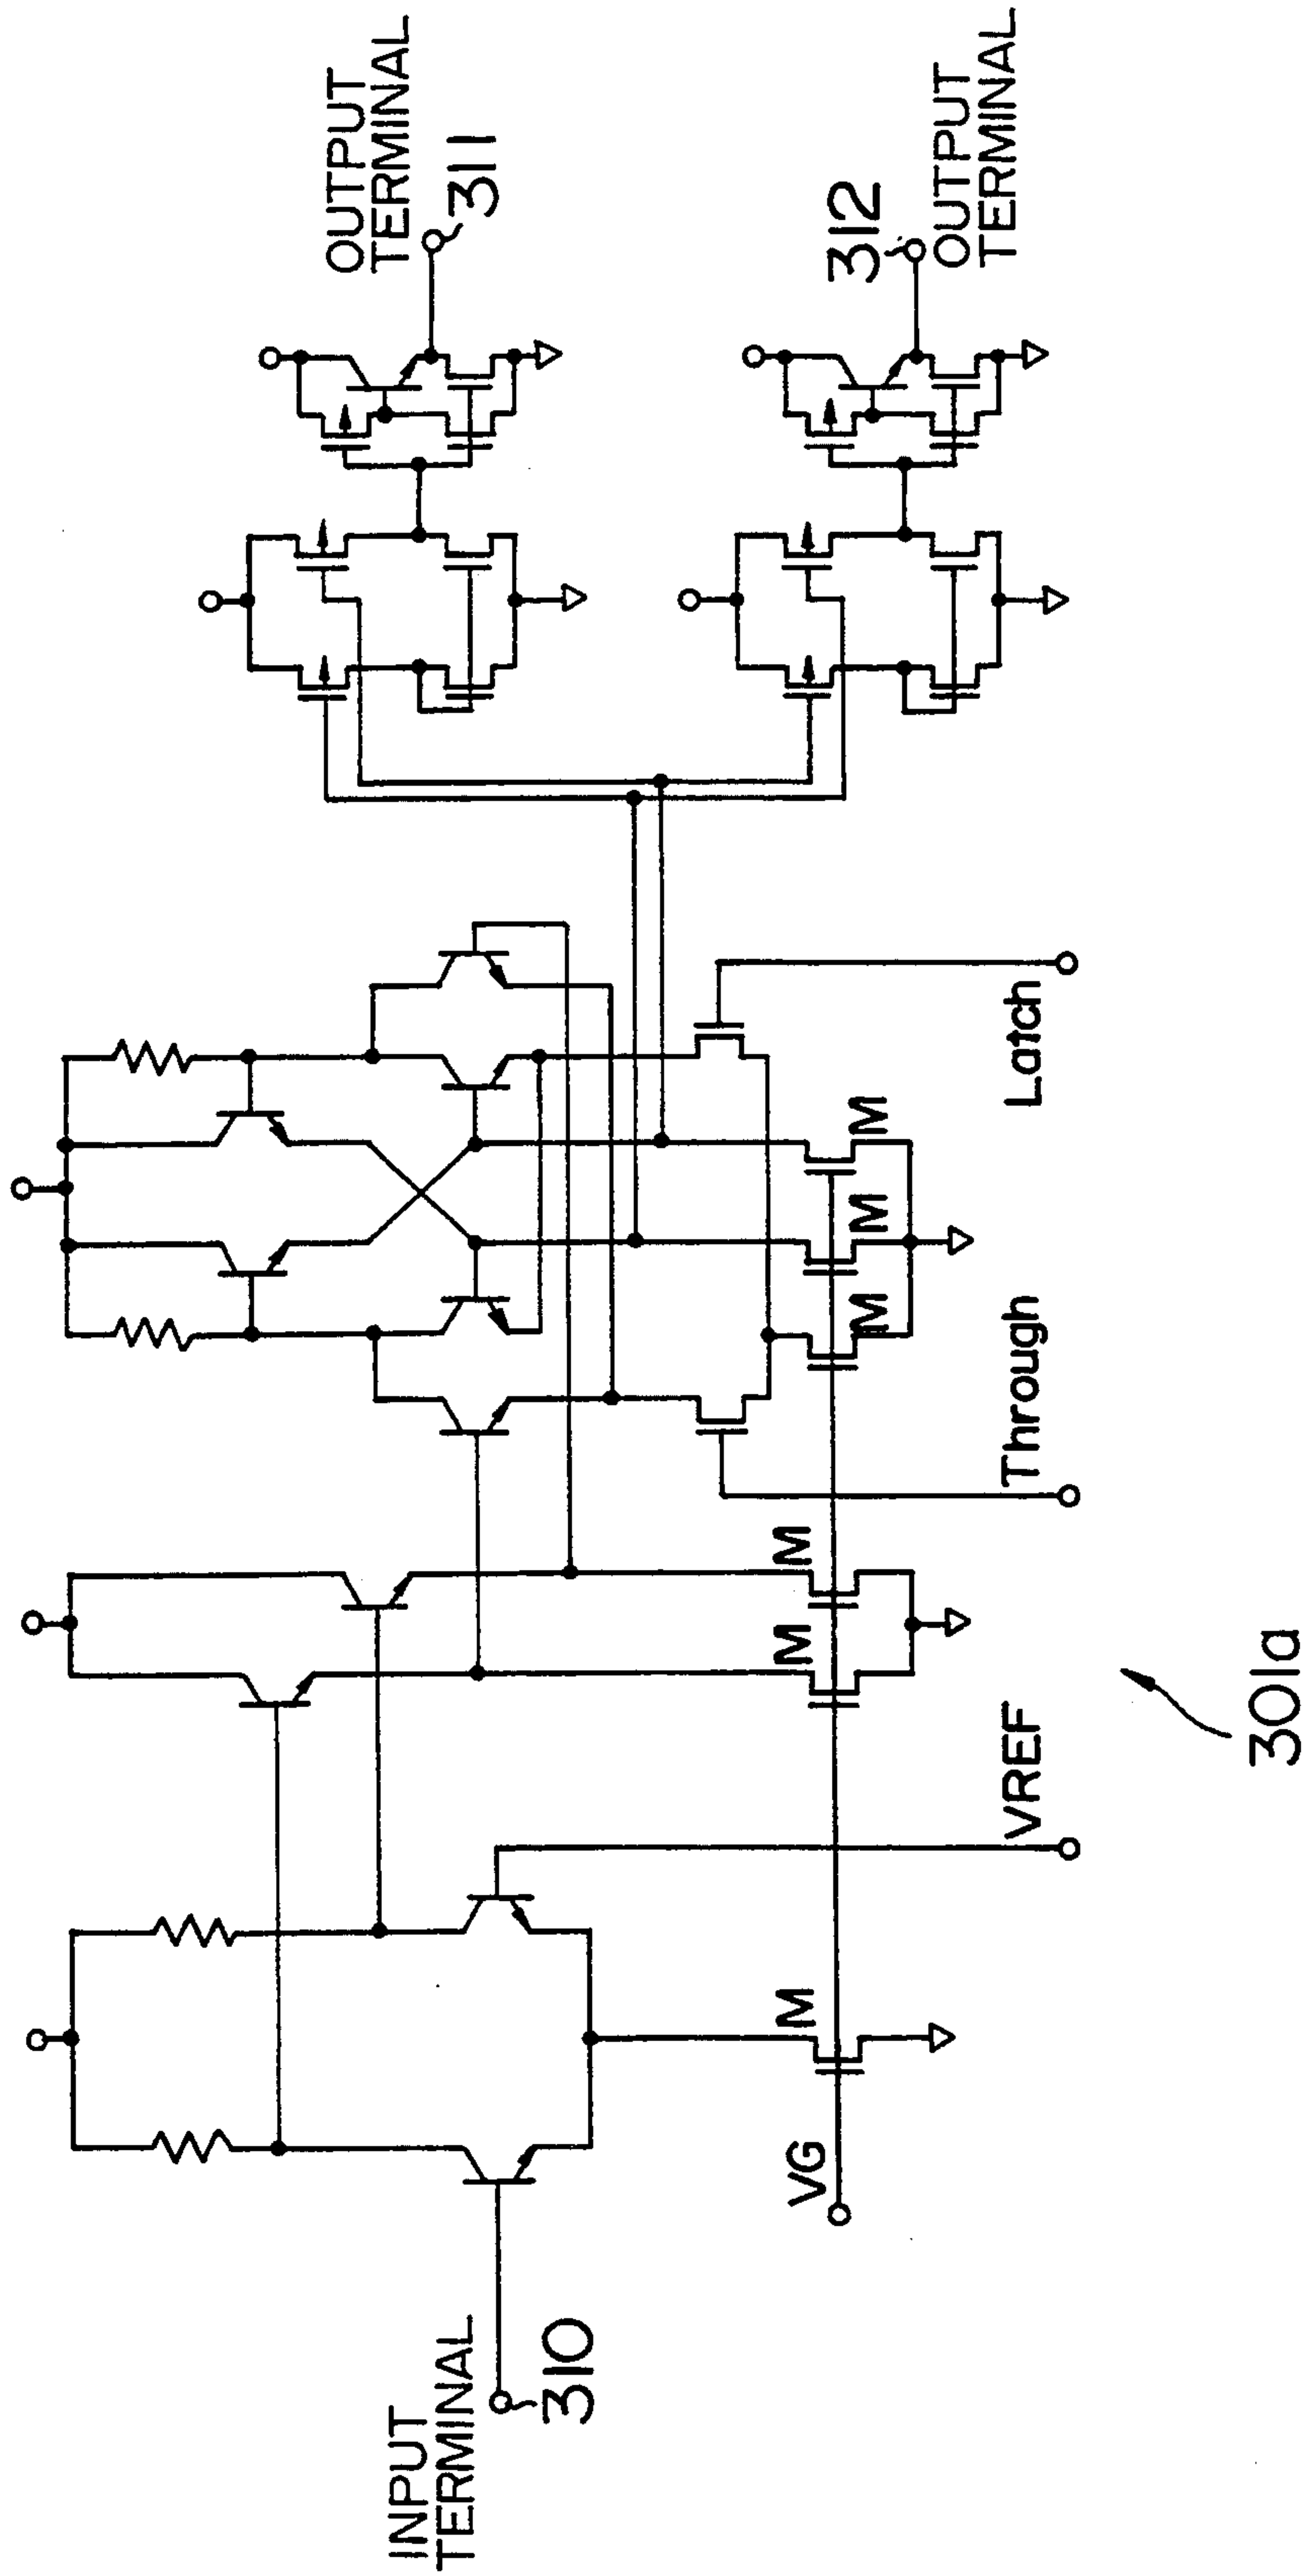 INPUT
TERMINAL
310
VG
VREF
M
M
M
Through
M
M
M
Latch
OUTPUT
TERMINAL
311
312
OUTPUT
TERMINAL
301a